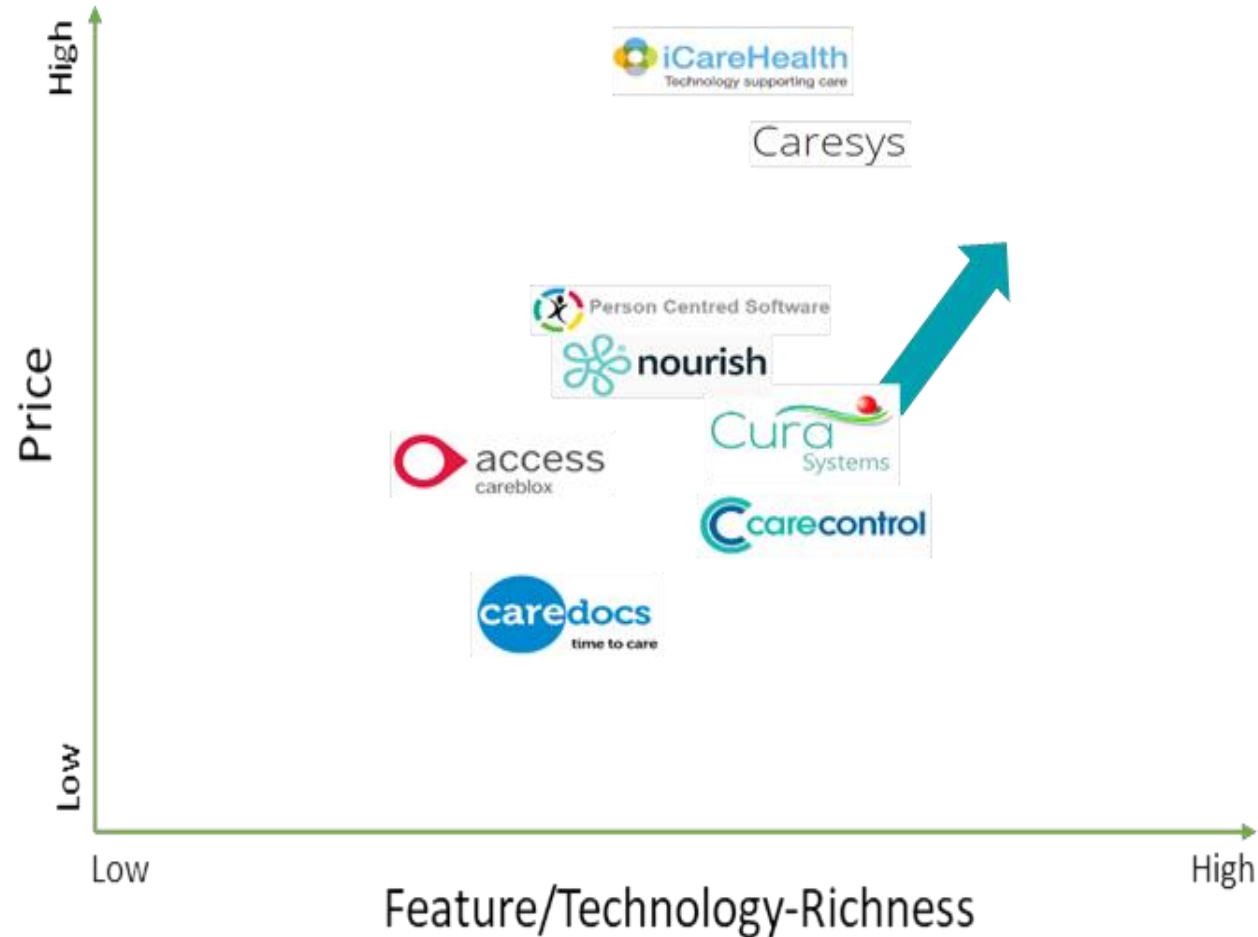 High
iCareHealth
Technology supporting care
Caresys
Person Centred Software
nourish
Price
Cura
Systems
access
careblox
carecontrol
caredocs
time to care
Low
Low
High
Feature/Technology-Richness